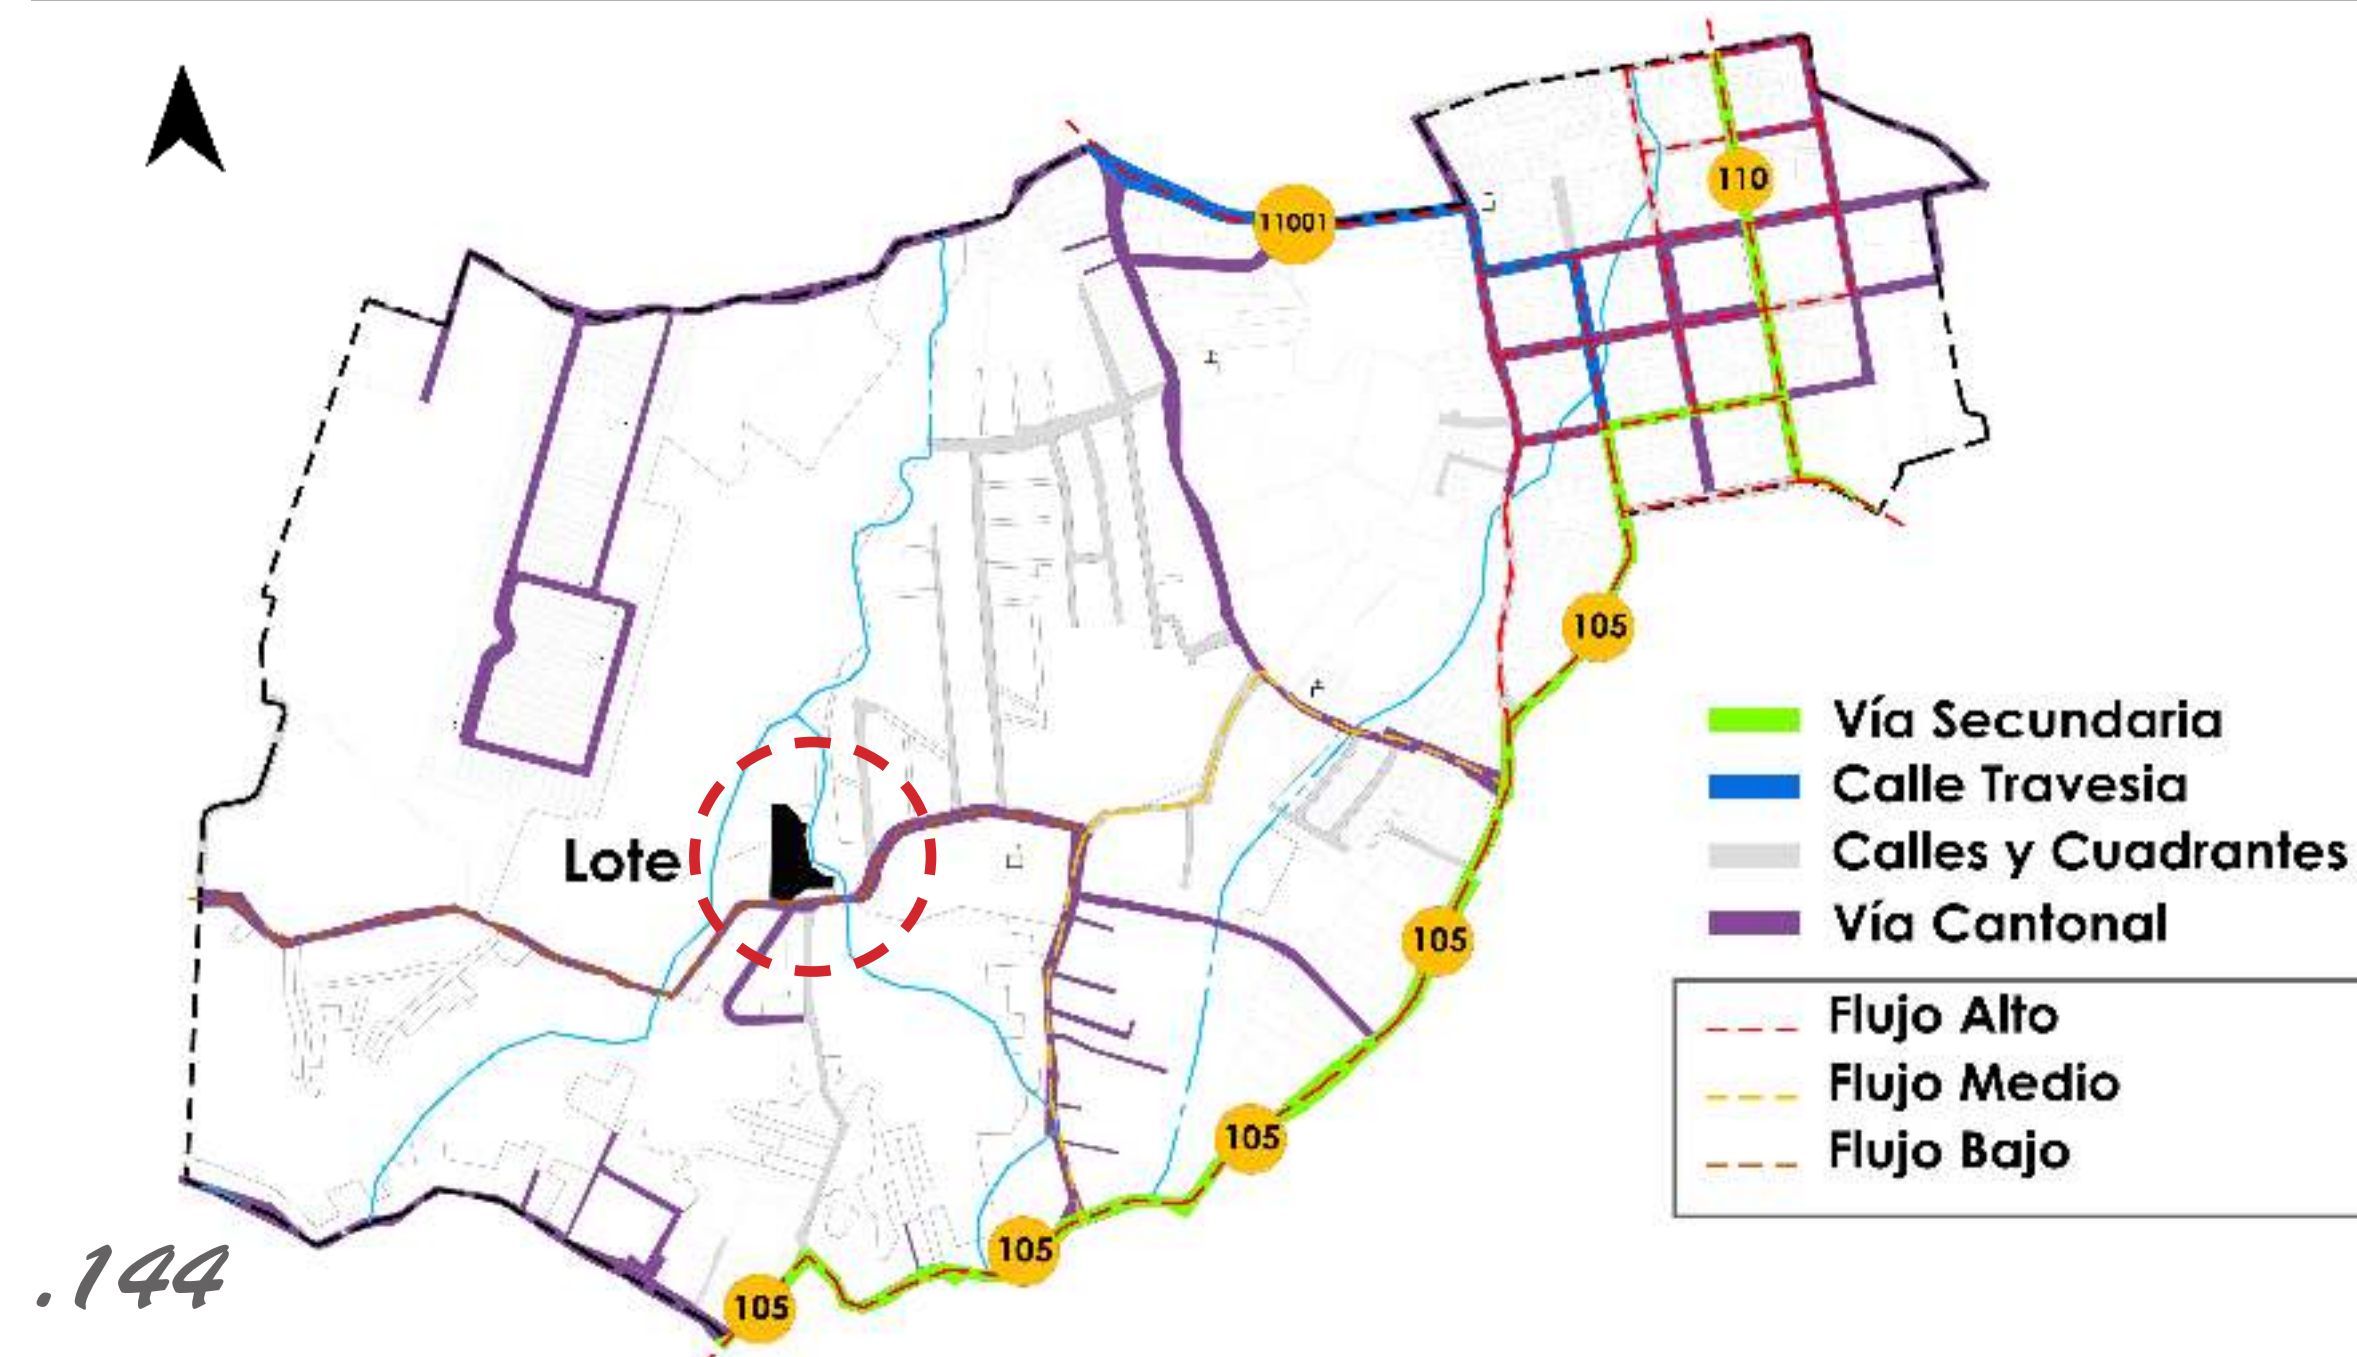 110
11001
105
Vía Secundaria
Calle Travesia
Calles y Cuadrantes
Lote
Vía Cantonal
105
Flujo Alto
Flujo Medio
105
Flujo Bajo
105
105
.144